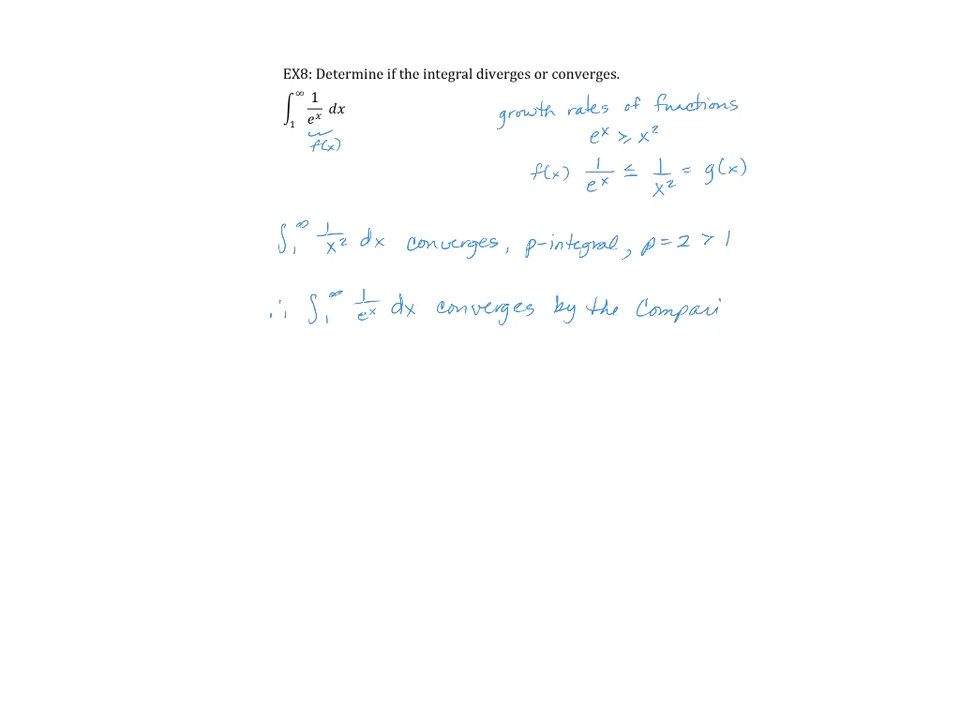 EX8: Determine if the integral diverges or converges.
∫₁^∞ 1/eˣ dx
f(x)
growth rates of functions
eˣ ≥ x²
f(x) 1/eˣ ≤ 1/x² = g(x)
∫₁^∞ 1/x² dx converges, p-integral, p = 2 > 1
∴ ∫₁^∞ 1/eˣ dx converges by the Compari